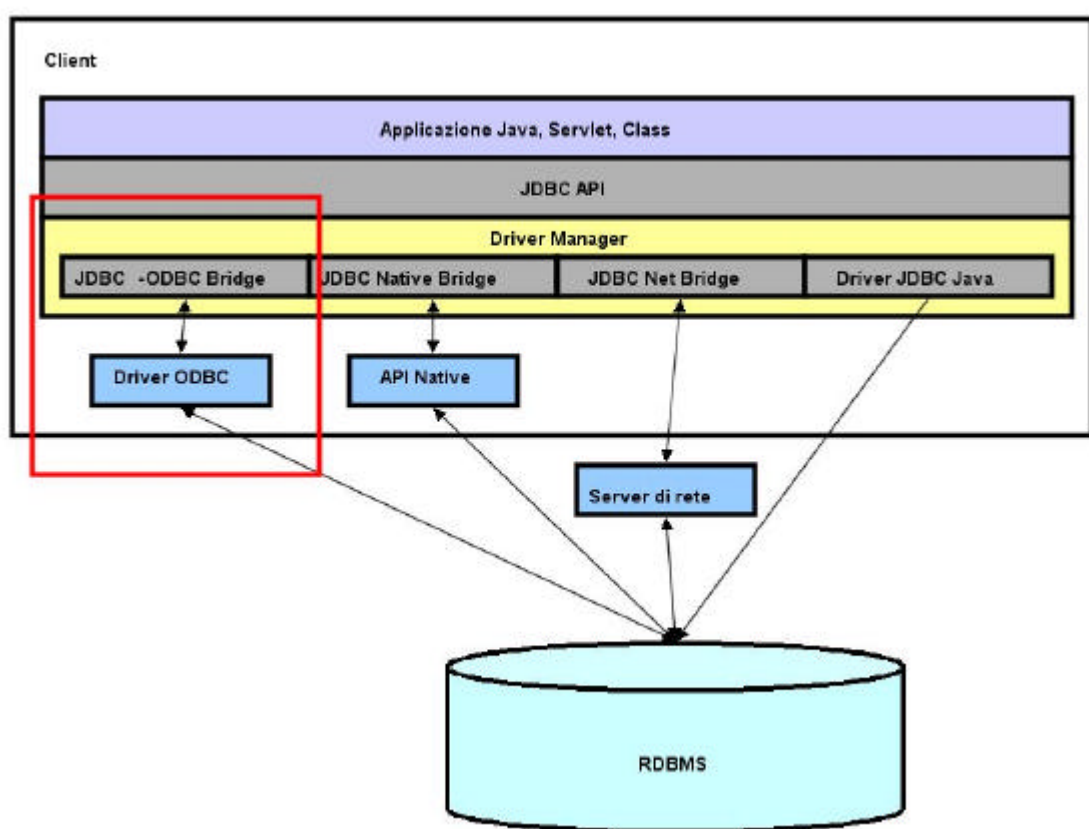 Client
Applicazione Java, Servlet, Class
JDBC API
Driver Manager
JDBC -ODBC Bridge
JDBC Native Bridge
JDBC Net Bridge
Driver JDBC Java
Driver ODBC
API Native
Server di rete
RDBMS